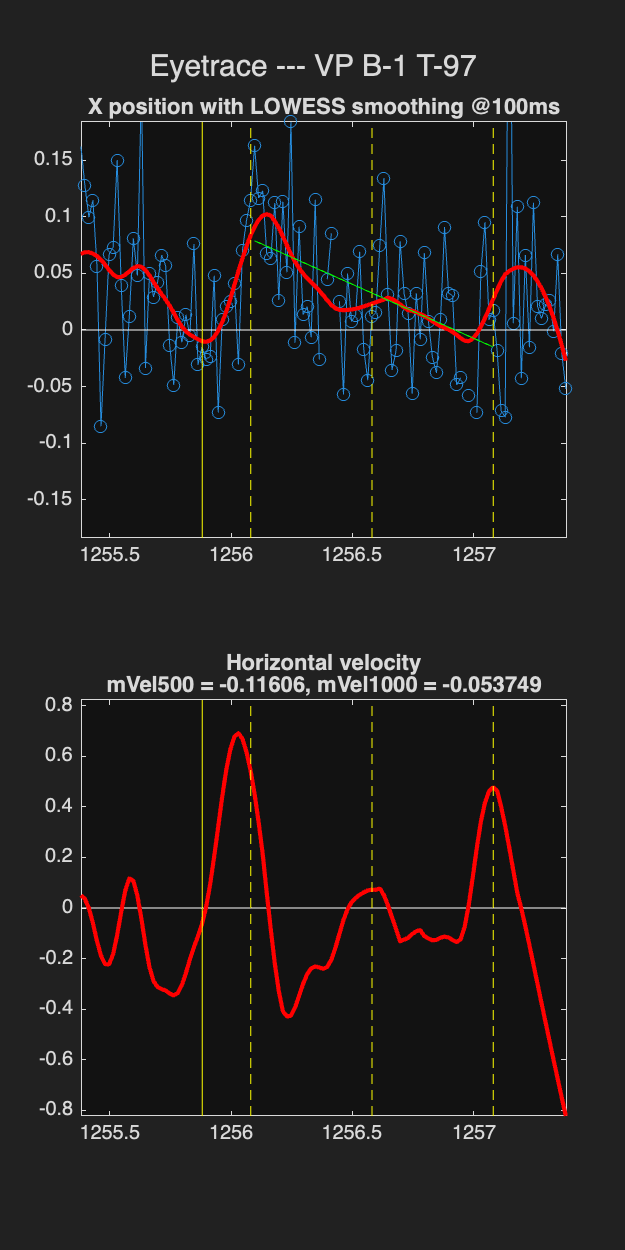 Eyetrace --- VP B-1 T-97
X position with LOWESS smoothing @100ms
0.15
0.1
0.05
0
-0.05
-0.1
-0.15
1255.5 1256 1256.5 1257
Horizontal velocity
mVel500 = -0.11606, mVel1000 = -0.053749
0.8
0.6
0.4
0.2
0
-0.2
-0.4
-0.6
-0.8
1255.5 1256 1256.5 1257